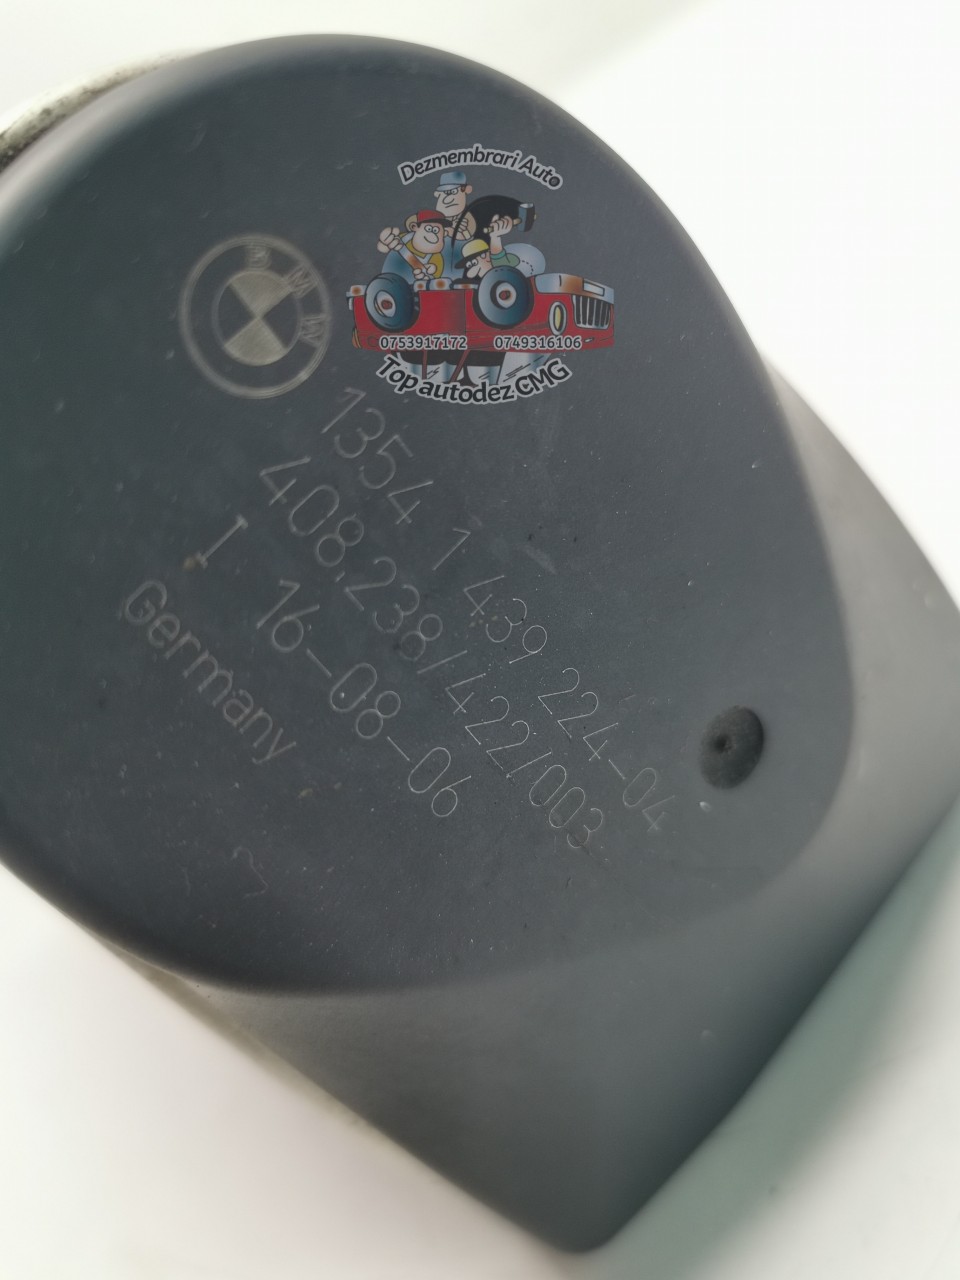 Dezmembrari Auto
0753917172 0749316106
Top autodez CMG
BMW
1354 1 439 224-04
408.238/422/003
I 16-08-06
Germany